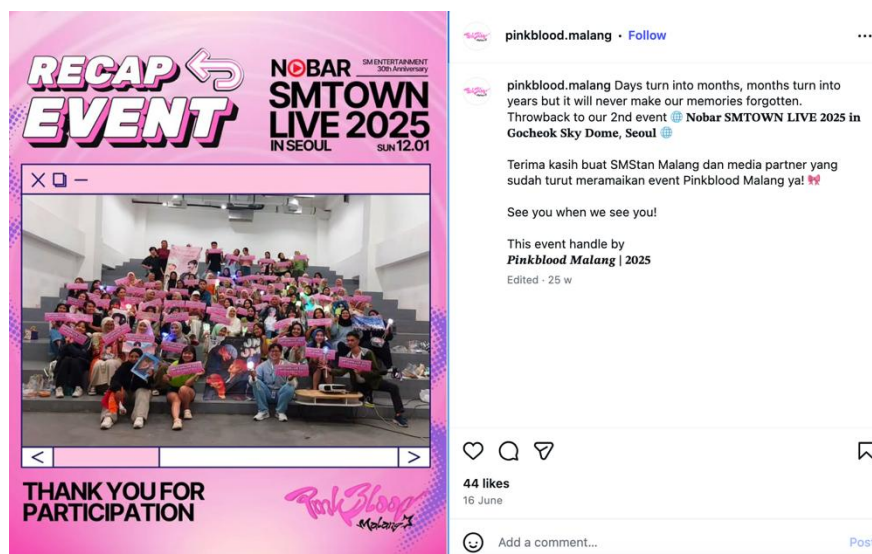 RECAP
EVENT
NOBAR
SM ENTERTAINMENT
30th Anniversary
SMTOWN
LIVE 2025
IN SEOUL
SUN 12.01
THANK YOU FOR
PARTICIPATION
Pink Blood
Malang
pinkblood.malang • Follow
pinkblood.malang Days turn into months, months turn into
years but it will never make our memories forgotten.
Throwback to our 2nd event 🌐 Nobar SMTOWN LIVE 2025 in
Gocheok Sky Dome, Seoul 🌐
Terima kasih buat SMStan Malang dan media partner yang
sudah turut meramaikan event Pinkblood Malang ya! 🎀
See you when we see you!
This event handle by
Pinkblood Malang | 2025
Edited · 25 w
44 likes
16 June
Add a comment...
Post